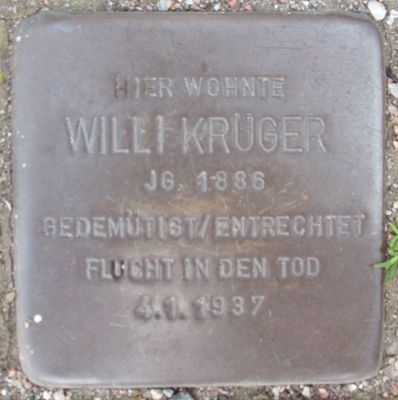 HIER WOHNTE
WILLI KRÜGER
JG. 1886
GEDEMÜTIGT/ENTRECHTET
FLUCHT IN DEN TOD
4.1.1937